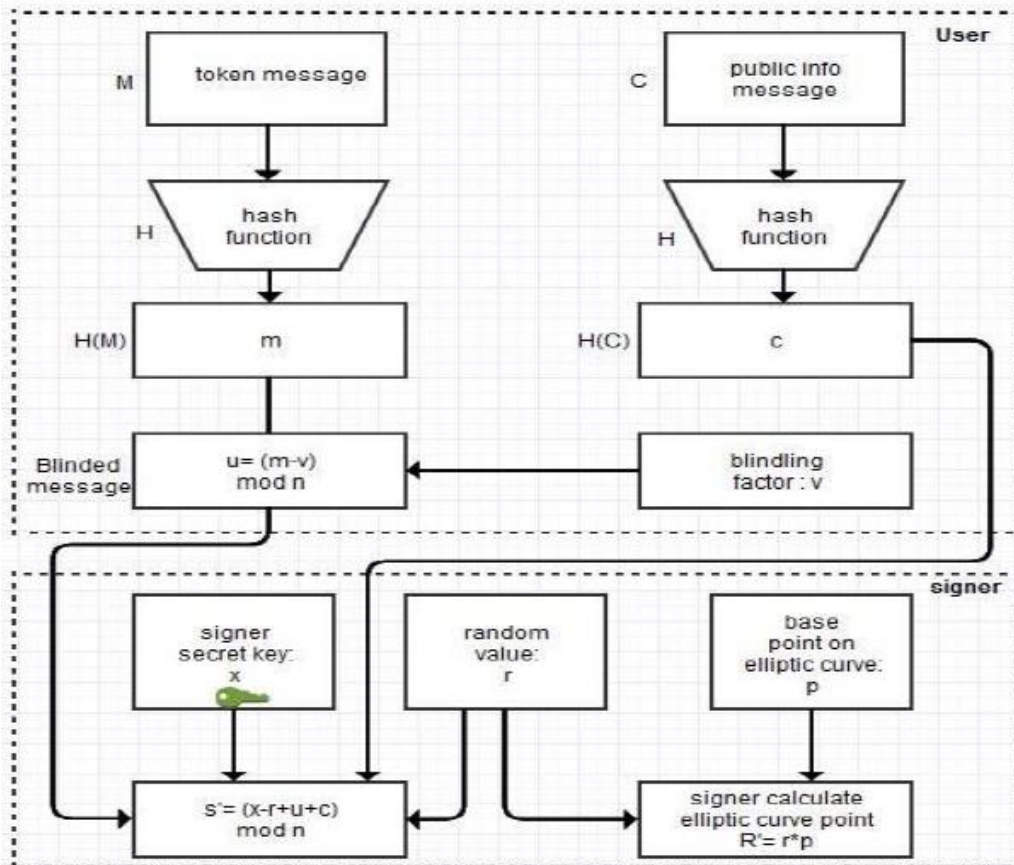 User
M
token message
C
public info
message
H
hash
function
H
hash
function
H(M)
m
H(C)
c
Blinded
message
u= (m-v)
mod n
blindling
factor : v
signer
signer
secret key:
x
random
value:
r
base
point on
elliptic curve:
p
s'= (x-r+u+c)
mod n
signer calculate
elliptic curve point
R'= r*p